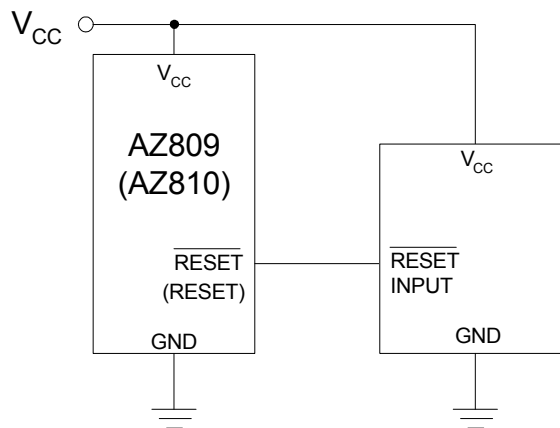 VCC
VCC
AZ809
(AZ810)
VCC
RESET
(RESET)
RESET
INPUT
GND
GND